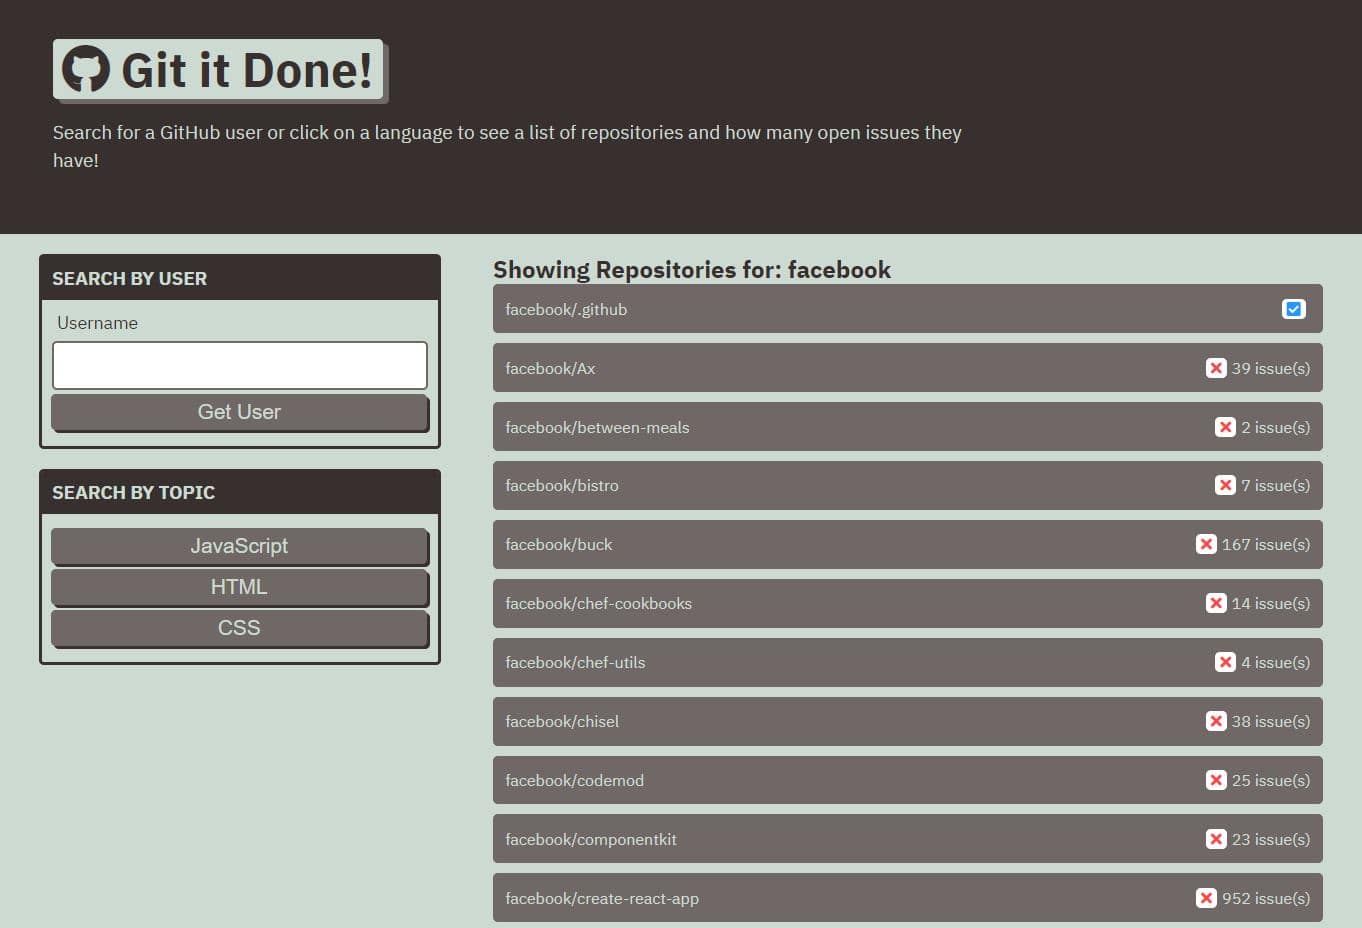 Git it Done!
Search for a GitHub user or click on a language to see a list of repositories and how many open issues they
have!
SEARCH BY USER
Username
Get User
SEARCH BY TOPIC
JavaScript
HTML
CSS
Showing Repositories for: facebook
facebook/.github
facebook/Ax 39 issue(s)
facebook/between-meals 2 issue(s)
facebook/bistro 7 issue(s)
facebook/buck 167 issue(s)
facebook/chef-cookbooks 14 issue(s)
facebook/chef-utils 4 issue(s)
facebook/chisel 38 issue(s)
facebook/codemod 25 issue(s)
facebook/componentkit 23 issue(s)
facebook/create-react-app 952 issue(s)